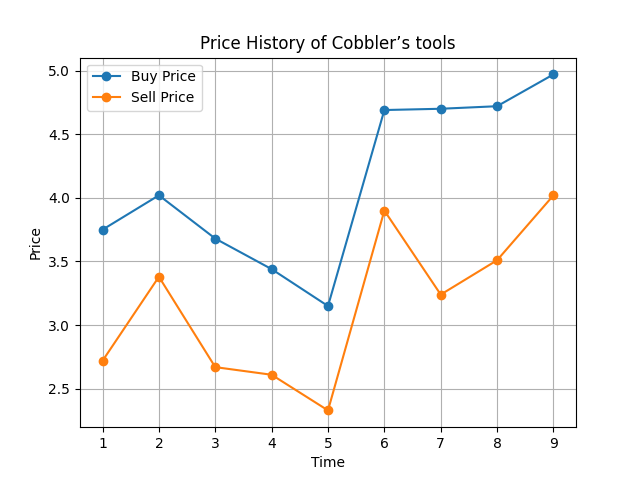 Price History of Cobbler’s tools
Buy Price
Sell Price
5.0
4.5
4.0
3.5
3.0
2.5
Price
1 2 3 4 5 6 7 8 9
Time